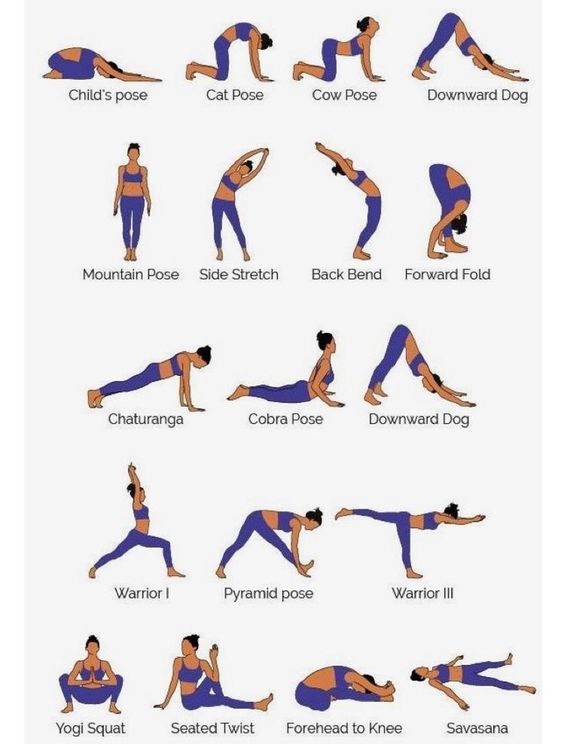 Child's pose
Cat Pose
Cow Pose
Downward Dog
Mountain Pose
Side Stretch
Back Bend
Forward Fold
Chaturanga
Cobra Pose
Downward Dog
Warrior I
Pyramid pose
Warrior III
Yogi Squat
Seated Twist
Forehead to Knee
Savasana